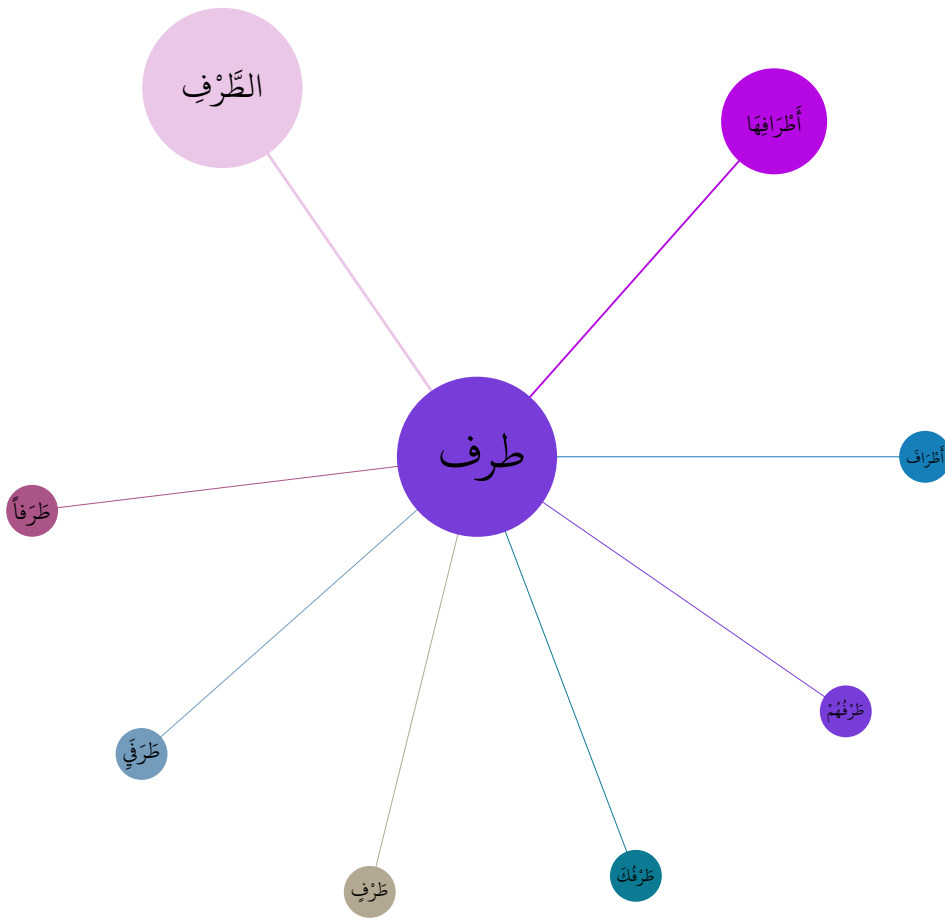 الطَّرْفِ
أَطْرَافِهَا
طرف
أَطْرَافَ
طَرَفاً
طَرْفُهُمْ
طَرَفَيِ
طَرْفُكَ
طَرْفٍ